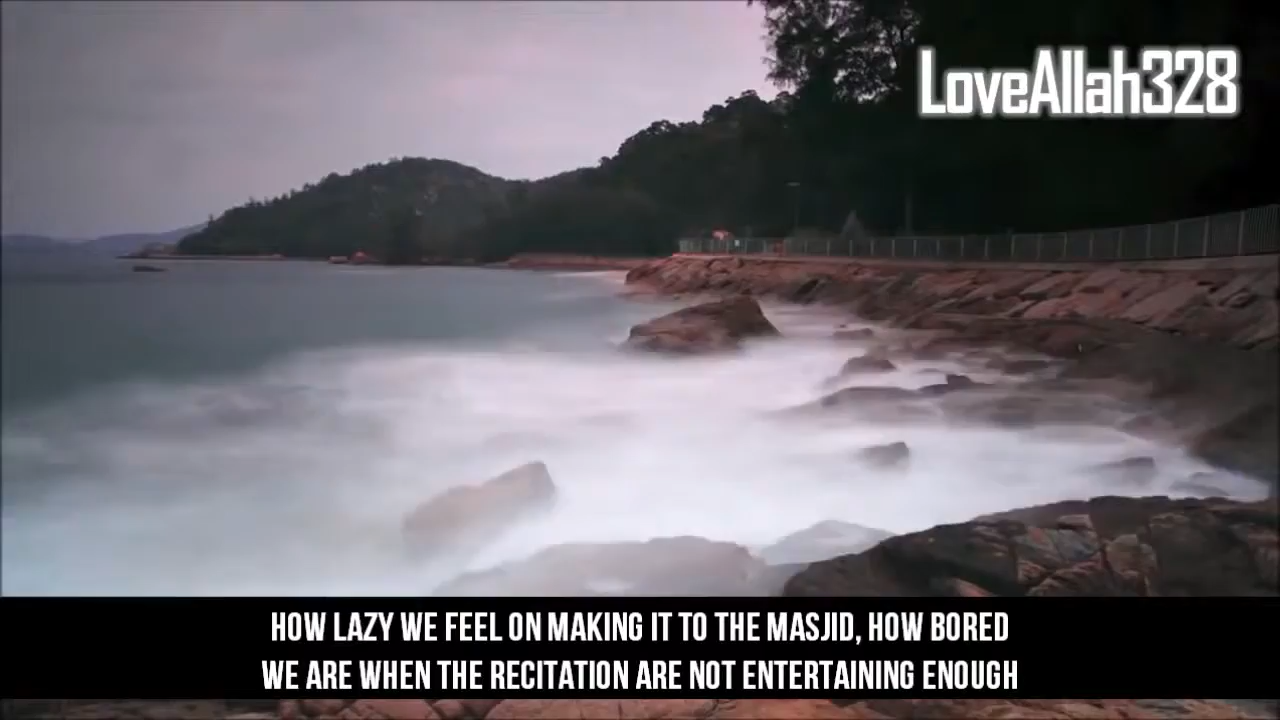 LoveAllah328
HOW LAZY WE FEEL ON MAKING IT TO THE MASJID, HOW BORED
WE ARE WHEN THE RECITATION ARE NOT ENTERTAINING ENOUGH